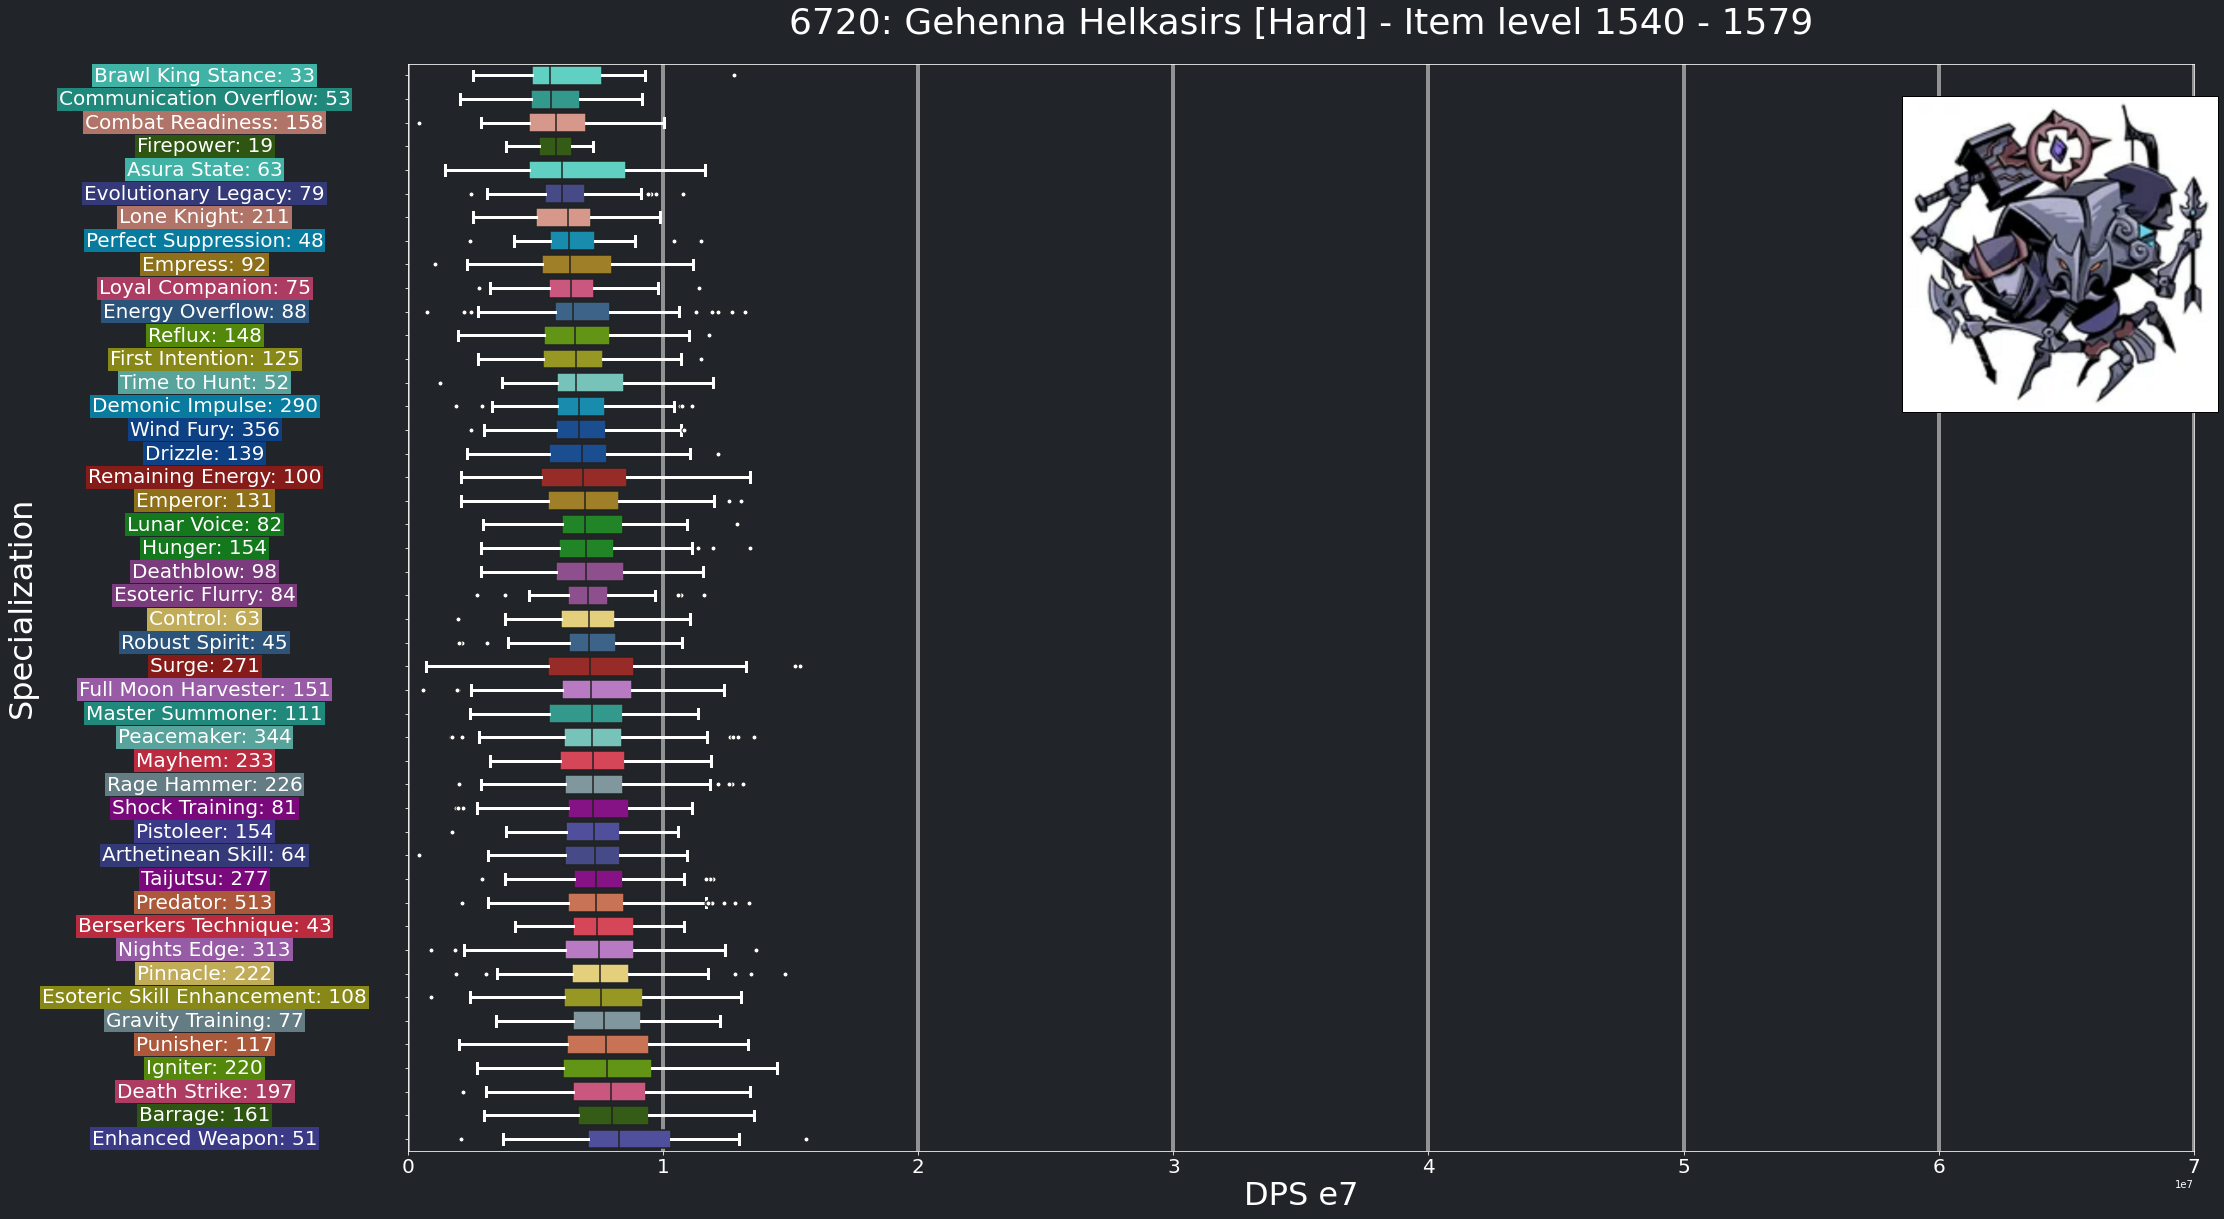 6720: Gehenna Helkasirs [Hard] - Item level 1540 - 1579
Specialization
Brawl King Stance: 33
Communication Overflow: 53
Combat Readiness: 158
Firepower: 19
Asura State: 63
Evolutionary Legacy: 79
Lone Knight: 211
Perfect Suppression: 48
Empress: 92
Loyal Companion: 75
Energy Overflow: 88
Reflux: 148
First Intention: 125
Time to Hunt: 52
Demonic Impulse: 290
Wind Fury: 356
Drizzle: 139
Remaining Energy: 100
Emperor: 131
Lunar Voice: 82
Hunger: 154
Deathblow: 98
Esoteric Flurry: 84
Control: 63
Robust Spirit: 45
Surge: 271
Full Moon Harvester: 151
Master Summoner: 111
Peacemaker: 344
Mayhem: 233
Rage Hammer: 226
Shock Training: 81
Pistoleer: 154
Arthetinean Skill: 64
Taijutsu: 277
Predator: 513
Berserkers Technique: 43
Nights Edge: 313
Pinnacle: 222
Esoteric Skill Enhancement: 108
Gravity Training: 77
Punisher: 117
Igniter: 220
Death Strike: 197
Barrage: 161
Enhanced Weapon: 51
0 1 2 3 4 5 6 7
1e7
DPS e7